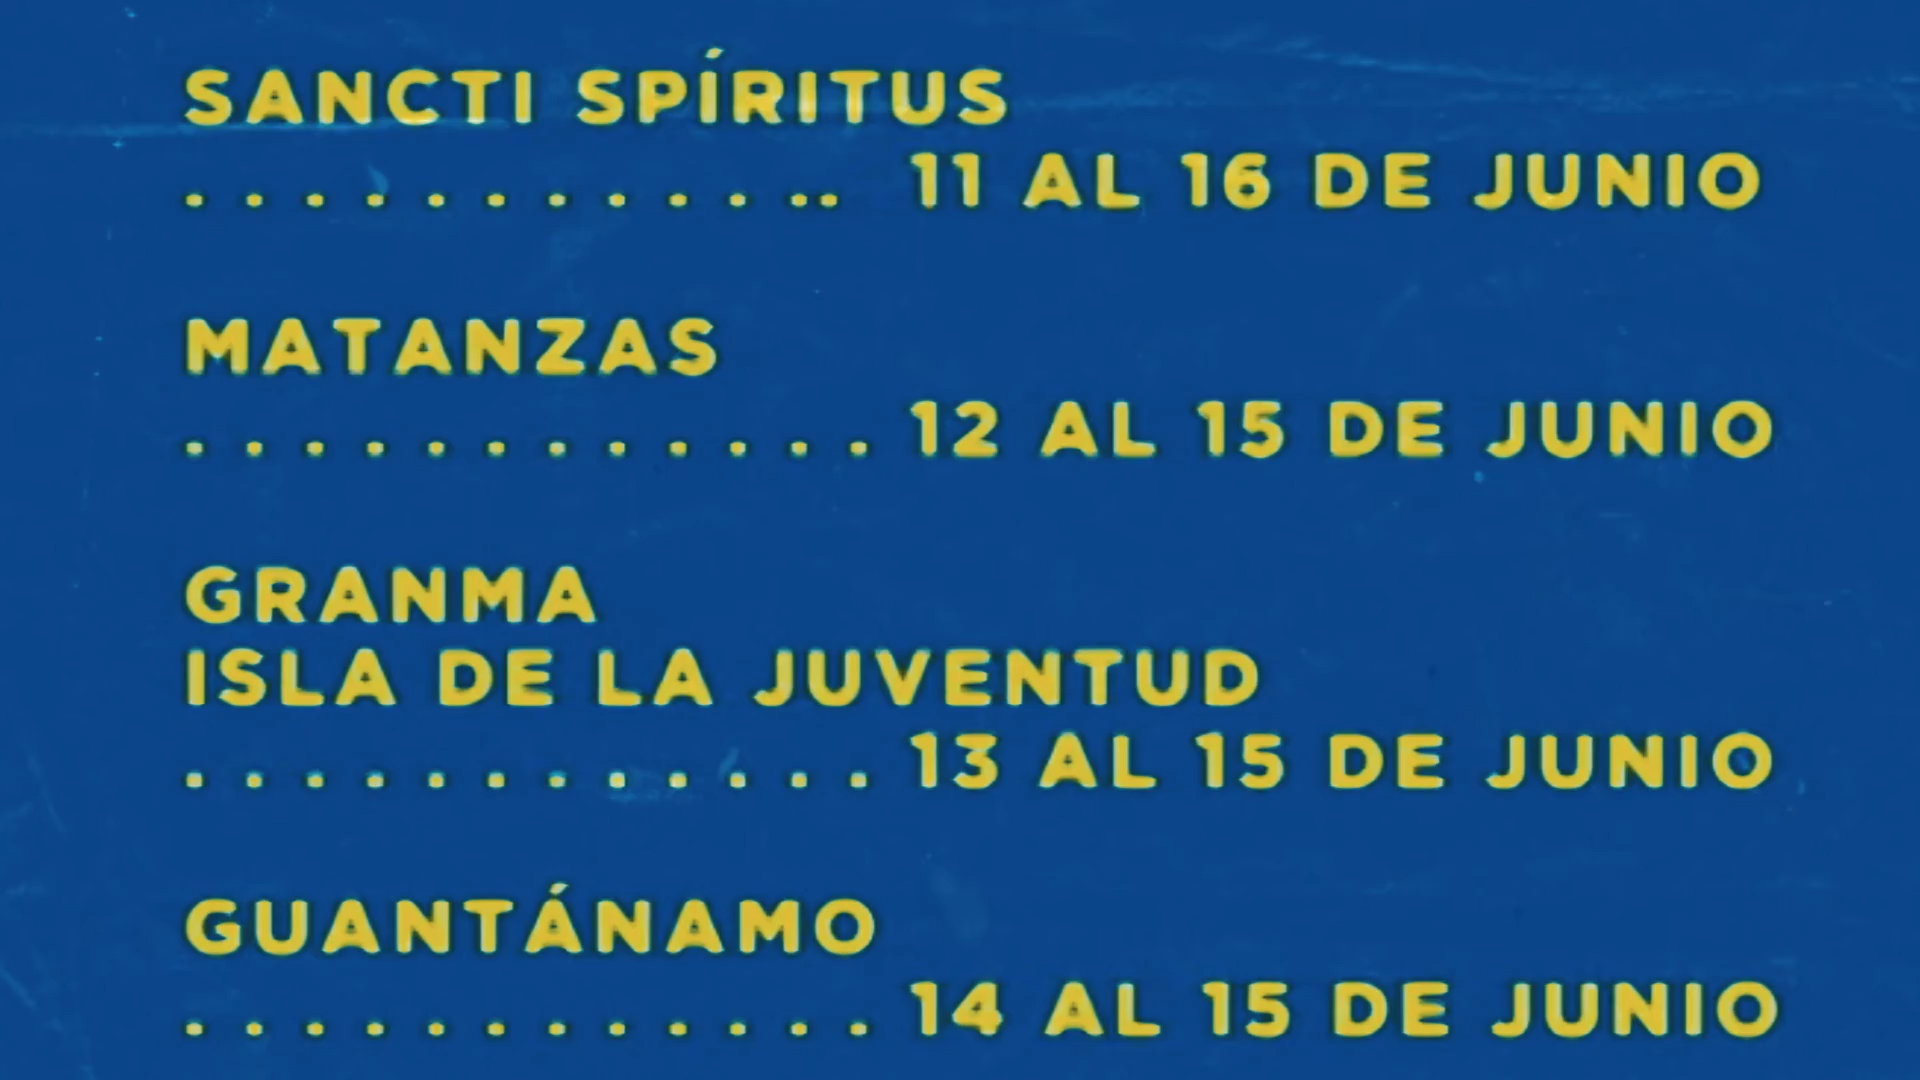 SANCTI SPÍRITUS
. . . . . . . . . . .. 11 AL 16 DE JUNIO
MATANZAS
. . . . . . . . . . . . 12 AL 15 DE JUNIO
GRANMA
ISLA DE LA JUVENTUD
. . . . . . . . . . . . 13 AL 15 DE JUNIO
GUANTÁNAMO
. . . . . . . . . . . . 14 AL 15 DE JUNIO